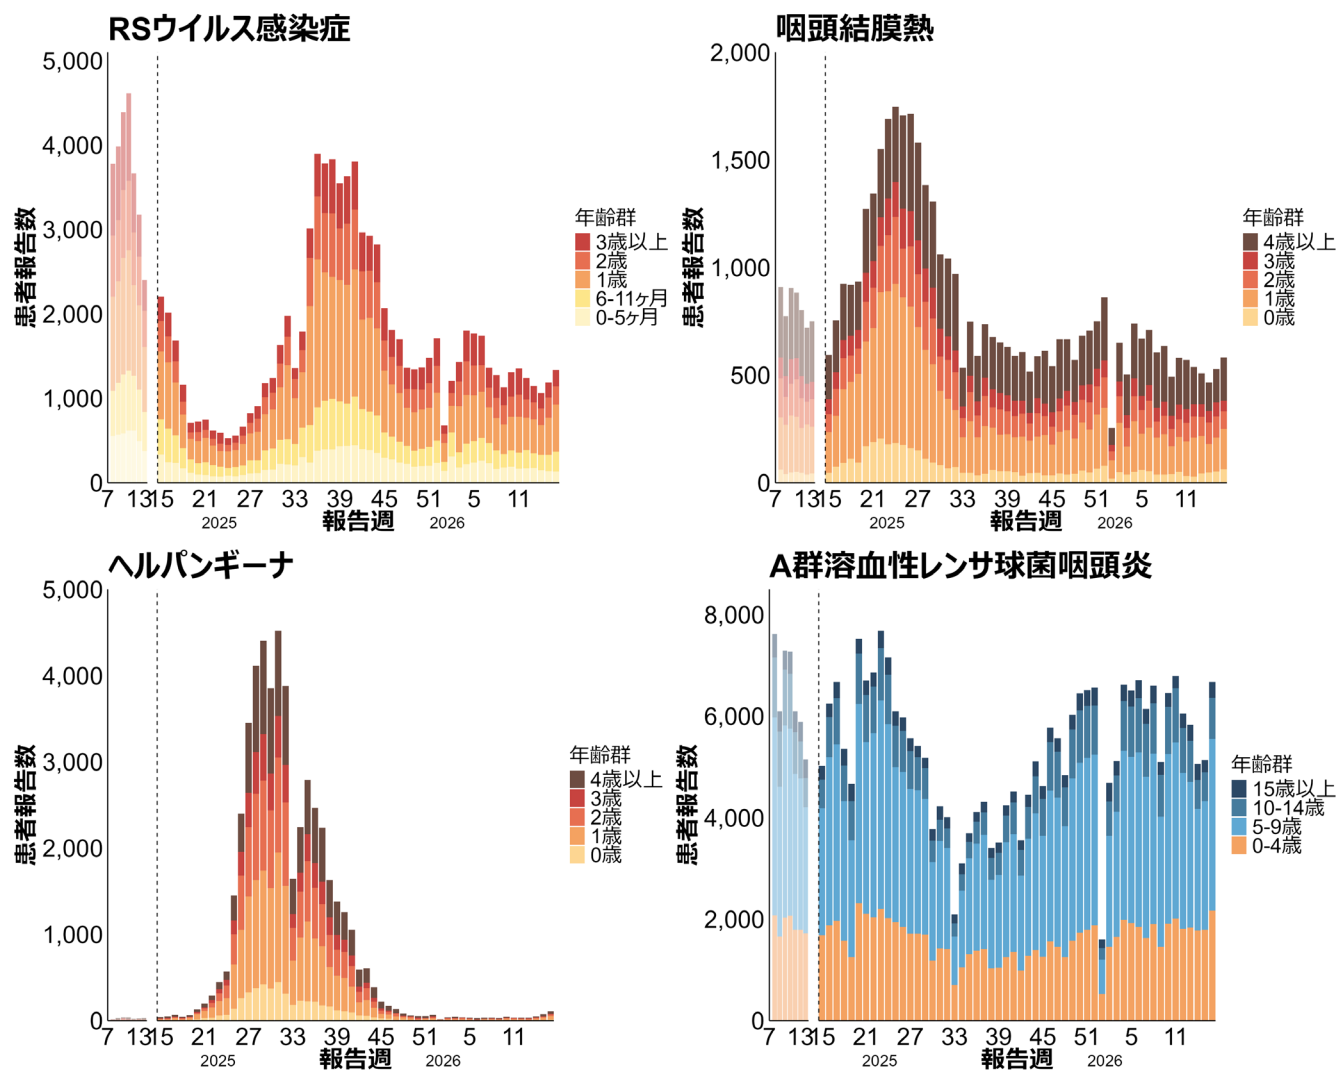 RSウイルス感染症
5,000
4,000
3,000
2,000
1,000
0
患者報告数
7 13 15 21 27 33 39 45 51 5 11
2025 報告週 2026
年齢群
3歳以上
2歳
1歳
6-11ヶ月
0-5ヶ月
咽頭結膜熱
2,000
1,500
1,000
500
0
患者報告数
7 13 15 21 27 33 39 45 51 5 11
2025 報告週 2026
年齢群
4歳以上
3歳
2歳
1歳
0歳
ヘルパンギーナ
5,000
4,000
3,000
2,000
1,000
0
患者報告数
7 13 15 21 27 33 39 45 51 5 11
2025 報告週 2026
年齢群
4歳以上
3歳
2歳
1歳
0歳
A群溶血性レンサ球菌咽頭炎
8,000
6,000
4,000
2,000
0
患者報告数
7 13 15 21 27 33 39 45 51 5 11
2025 報告週 2026
年齢群
15歳以上
10-14歳
5-9歳
0-4歳